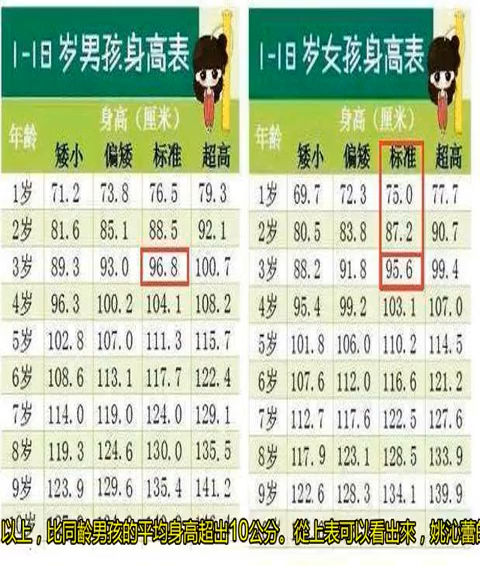 1-18岁男孩身高表
年龄 身高（厘米）
矮小 偏矮 标准 超高
1岁 71.2 73.8 76.5 79.3
2岁 81.6 85.1 88.5 92.1
3岁 89.3 93.0 96.8 100.7
4岁 96.3 100.2 104.1 108.2
5岁 102.8 107.0 111.3 115.7
6岁 108.6 113.1 117.7 122.4
7岁 114.0 119.0 124.0 129.1
8岁 119.3 124.6 130.0 135.5
9岁 123.9 129.6 135.4 141.2
1-18岁女孩身高表
年龄 身高（厘米）
矮小 偏矮 标准 超高
1岁 69.7 72.3 75.0 77.7
2岁 80.5 83.8 87.2 90.7
3岁 88.2 91.8 95.6 99.4
4岁 95.4 99.2 103.1 107.0
5岁 101.8 106.0 110.2 114.5
6岁 107.6 112.0 116.6 121.2
7岁 112.7 117.6 122.5 127.6
8岁 117.9 123.1 128.5 133.9
9岁 122.6 128.3 134.1 139.9
以上，比同齡男孩的平均身高超出10公分。從上表可以看出來，姚沁蕾的